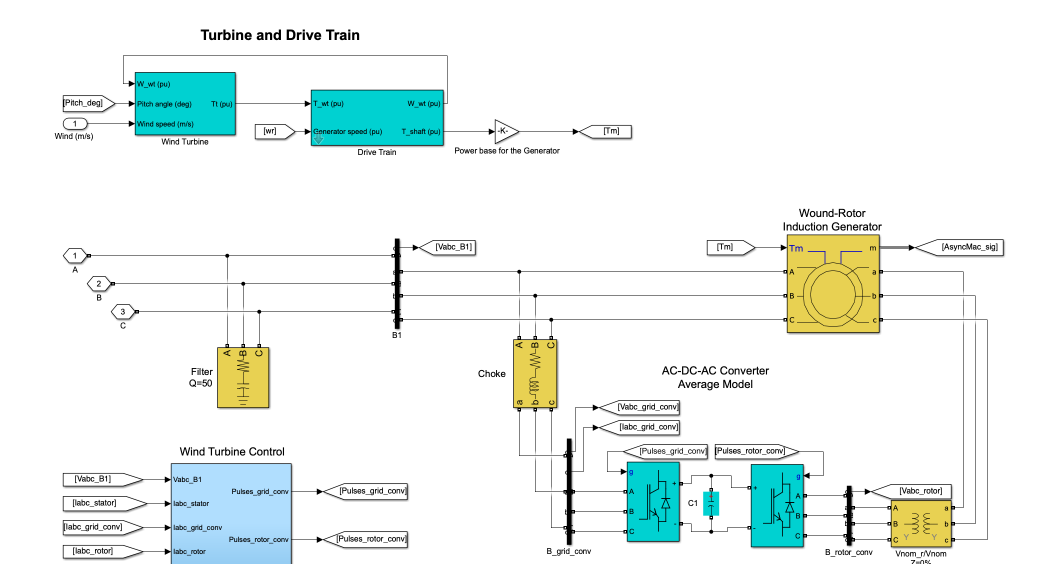 Turbine and Drive Train
W_wt (pu)
[Pitch_deg]
Pitch angle (deg)
Tt (pu)
1
Wind speed (m/s)
Wind (m/s)
Wind Turbine
T_wt (pu)
W_wt (pu)
[wr]
Generator speed (pu)
T_shaft (pu)
Drive Train
-K-
Power base for the Generator
[Tm]
Wound-Rotor
Induction Generator
1
A
2
B
3
C
[Vabc_B1]
B1
[Tm]
Tm
m
[AsyncMac_sig]
A
a
B
b
C
c
A
B
C
Filter
Q=50
A
B
C
Choke
a
b
c
AC-DC-AC Converter
Average Model
[Vabc_grid_conv]
[Iabc_grid_conv]
[Pulses_grid_conv]
[Pulses_rotor_conv]
g
+
A
B
-
C
C1
g
+
A
B
-
C
B_grid_conv
[Vabc_rotor]
B_rotor_conv
A
a
B
b
C
c
Y
Y
Vnom_r/Vnom
Z=0%
Wind Turbine Control
[Vabc_B1]
Vabc_B1
[Iabc_stator]
Iabc_stator
Pulses_grid_conv
[Pulses_grid_conv]
[Iabc_grid_conv]
Iabc_grid_conv
Pulses_rotor_conv
[Pulses_rotor_conv]
[Iabc_rotor]
Iabc_rotor